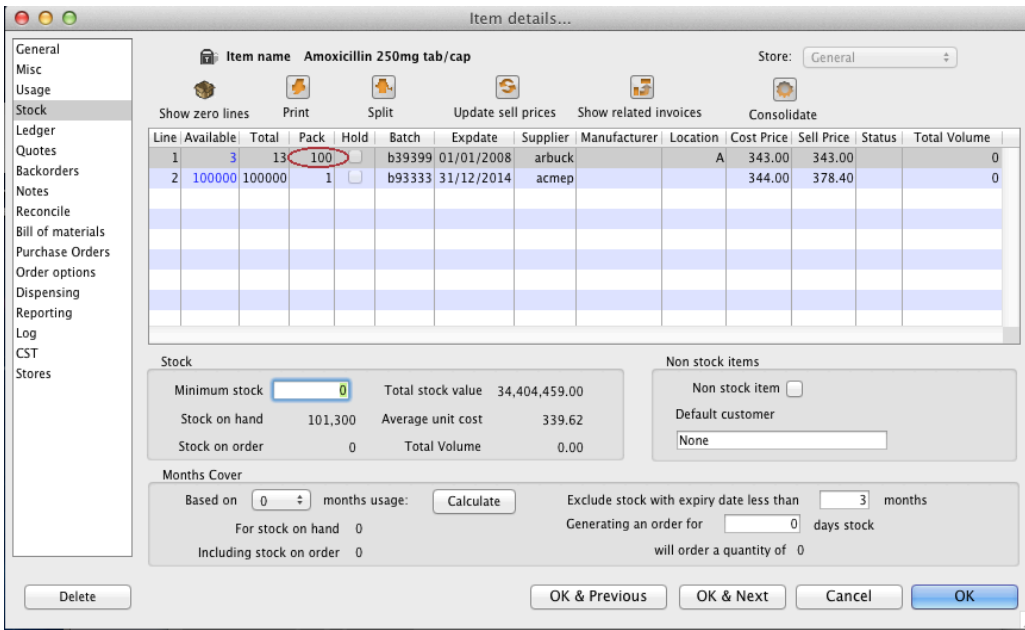 Item details...
General
Misc
Usage
Stock
Ledger
Quotes
Backorders
Notes
Reconcile
Bill of materials
Purchase Orders
Order options
Dispensing
Reporting
Log
CST
Stores
Item name Amoxicillin 250mg tab/cap Store: General
Show zero lines Print Split Update sell prices Show related invoices Consolidate
Line Available Total Pack Hold Batch Expdate Supplier Manufacturer Location Cost Price Sell Price Status Total Volume
1 3 13 100 b39399 01/01/2008 arbuck A 343.00 343.00 0
2 100000 100000 1 b93333 31/12/2014 acmep 344.00 378.40 0
Stock
Minimum stock 0 Total stock value 34,404,459.00
Stock on hand 101,300 Average unit cost 339.62
Stock on order 0 Total Volume 0.00
Non stock items
Non stock item
Default customer
None
Months Cover
Based on 0 months usage: Calculate
For stock on hand 0
Including stock on order 0
Exclude stock with expiry date less than 3 months
Generating an order for 0 days stock
will order a quantity of 0
Delete OK & Previous OK & Next Cancel OK